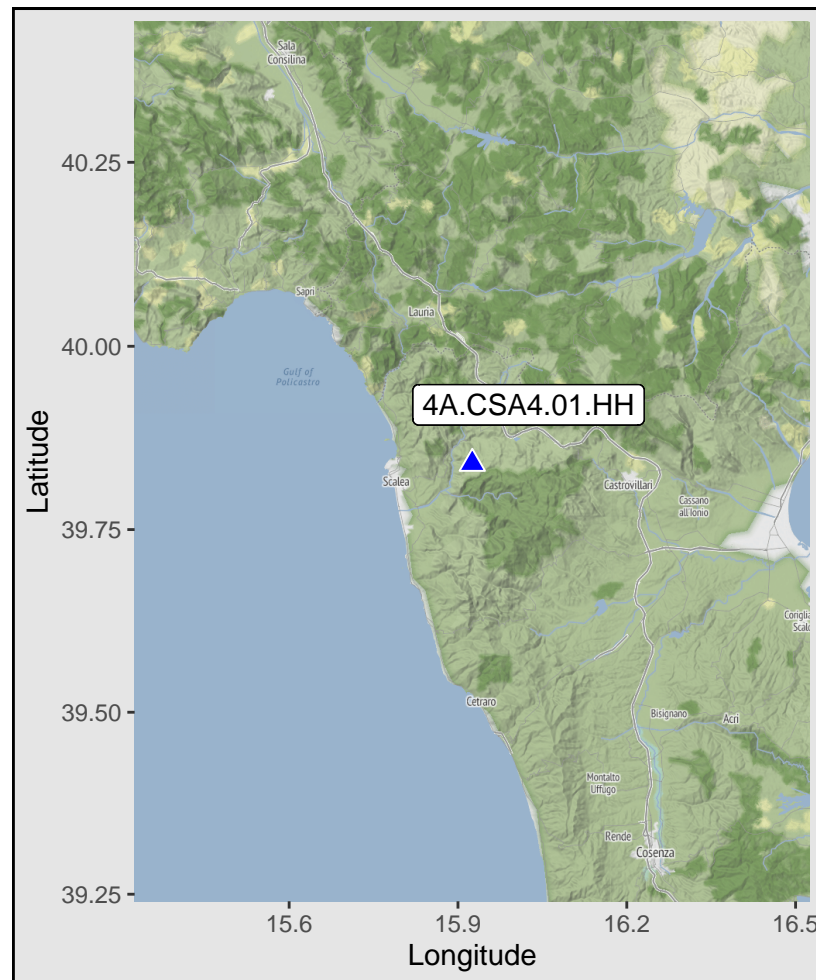 Sala
Consilina
40.25
Sapri
Lauria
40.00
Gulf of
Policastro
4A.CSA4.01.HH
Latitude
Scalea
Castrovillari
Cassano
all'Ionio
39.75
Scalo
39.50
Cetraro
Bisignano
Acri
Montalto
Uffugo
Rende
Cosenza
39.25
15.6
15.9
16.2
16.5
Longitude